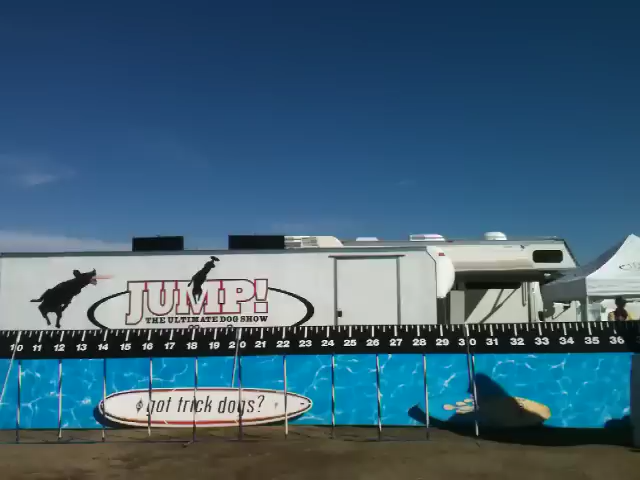 JUMP!
THE ULTIMATE DOG SHOW
10 11 12 13 14 15 16 17 18 19 20 21 22 23 24 25 26 27 28 29 30 31 32 33 34 35 36
got trick dogs?